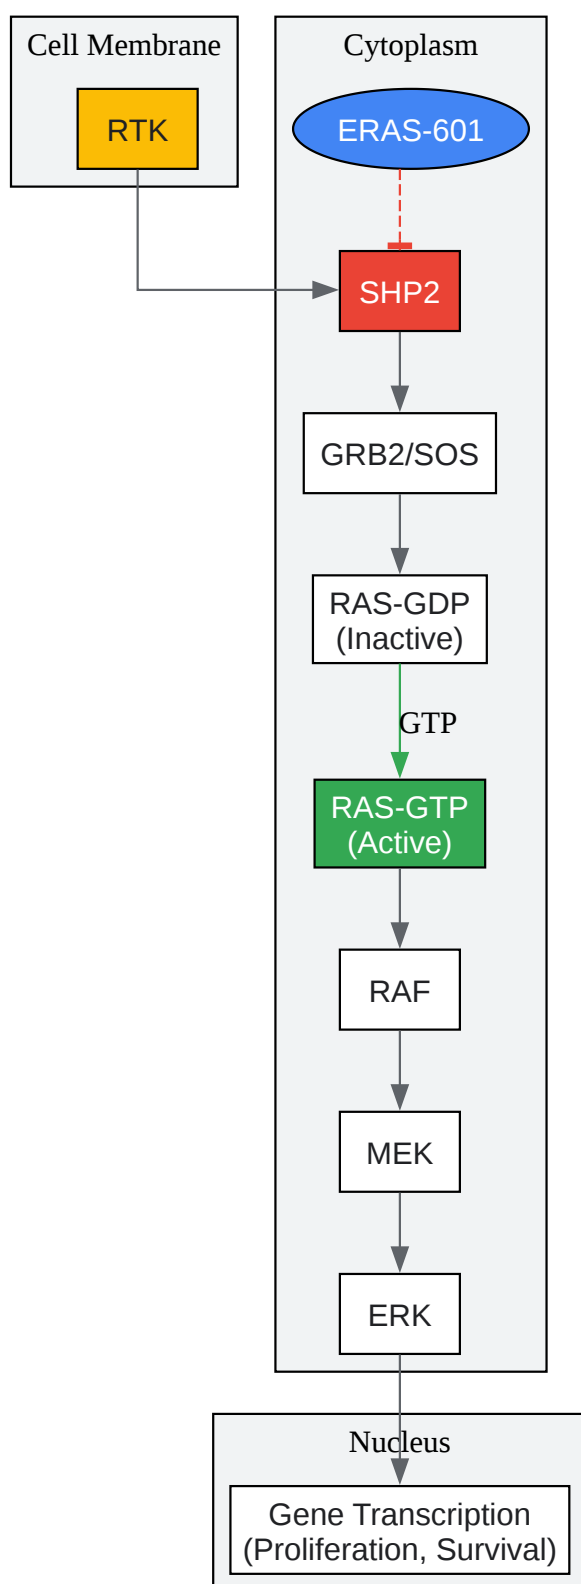 Cell Membrane
RTK
Cytoplasm
ERAS-601
SHP2
GRB2/SOS
RAS-GDP
(Inactive)
GTP
RAS-GTP
(Active)
RAF
MEK
ERK
Nucleus
Gene Transcription
(Proliferation, Survival)